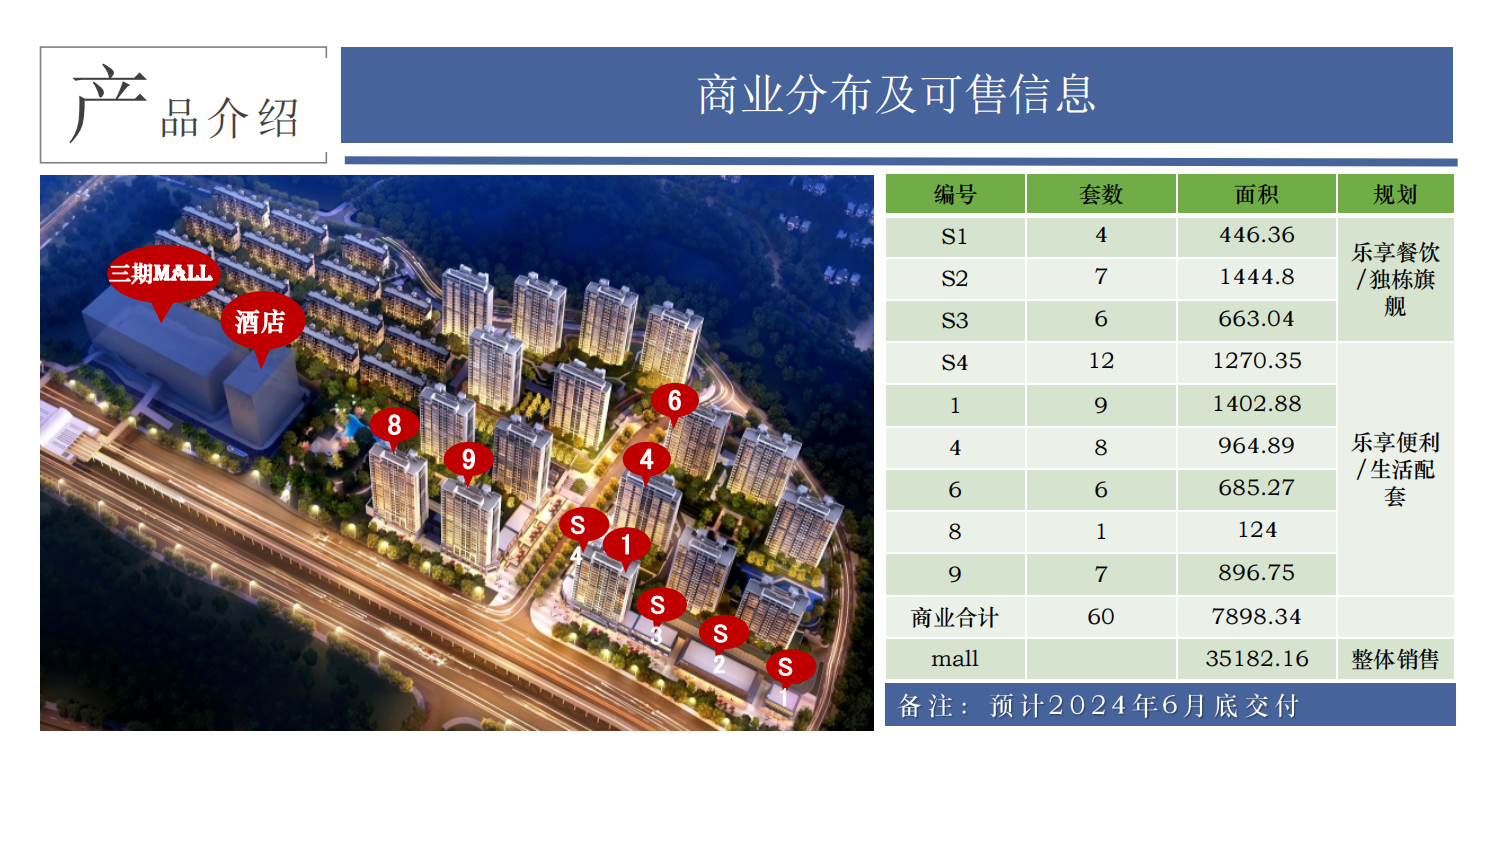 产品介绍
商业分布及可售信息
三期MALL
酒店
6
8
9
4
S
4
1
S
3
S
2
S
1
编号 套数 面积 规划
S1 4 446.36
S2 7 1444.8
S3 6 663.04
乐享餐饮
/独栋旗
舰
S4 12 1270.35
1 9 1402.88
4 8 964.89
6 6 685.27
8 1 124
9 7 896.75
乐享便利
/生活配
套
商业合计 60 7898.34
mall 35182.16 整体销售
备注：预计2024年6月底交付